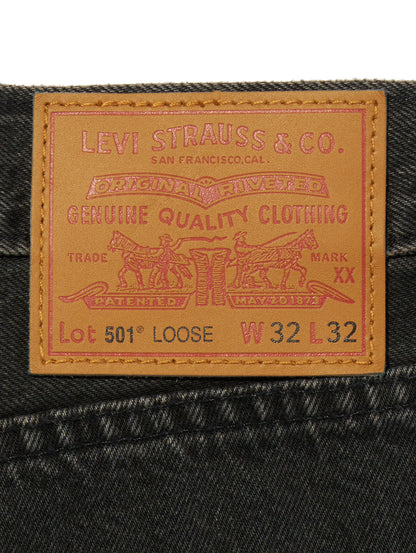 LEVI STRAUSS & CO.
SAN FRANCISCO, CAL.
ORIGINAL RIVETED
GENUINE QUALITY CLOTHING
TRADE MARK
XX
PATENTED MAY 20 1873
Lot 501® LOOSE W 32 L 32